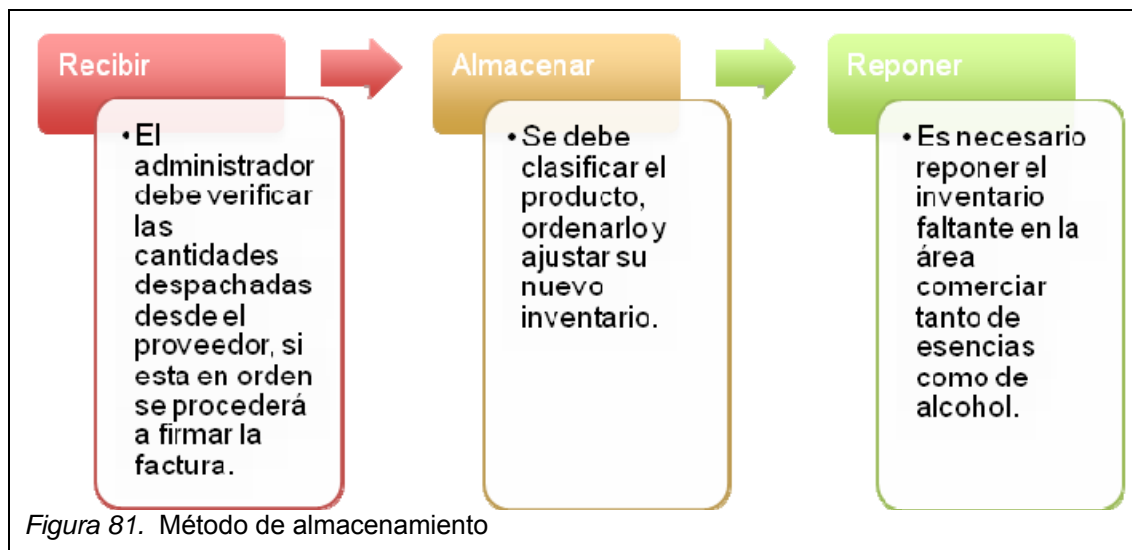 Recibir
• El
administrador
debe verificar
las
cantidades
despachadas
desde el
proveedor, si
esta en orden
se procederá
a firmar la
factura.
Almacenar
• Se debe
clasificar el
producto,
ordenarlo y
ajustar su
nuevo
inventario.
Reponer
• Es necesario
reponer el
inventario
faltante en la
área
comerciar
tanto de
esencias
como de
alcohol.
Figura 81. Método de almacenamiento